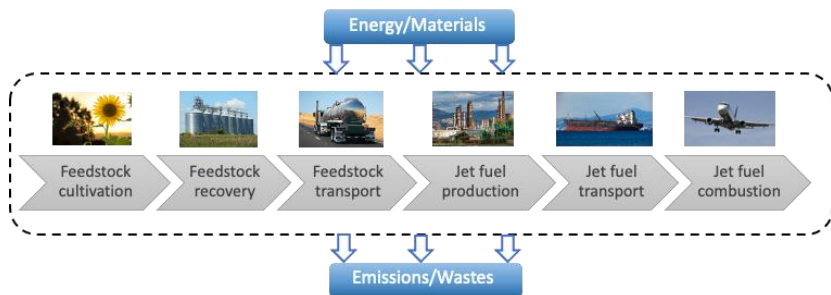 Energy/Materials
Feedstock
cultivation
Feedstock
recovery
Feedstock
transport
Jet fuel
production
Jet fuel
transport
Jet fuel
combustion
Emissions/Wastes